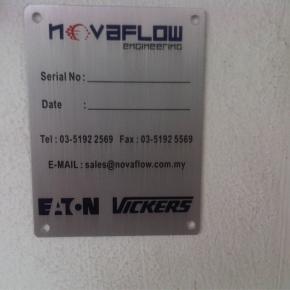 NOVAFLOW
ENGINEERING
Serial No :
Date :
Tel : 03-5192 2569 Fax : 03-5192 5569
E-MAIL : sales@novaflow.com.my
EATON VICKERS